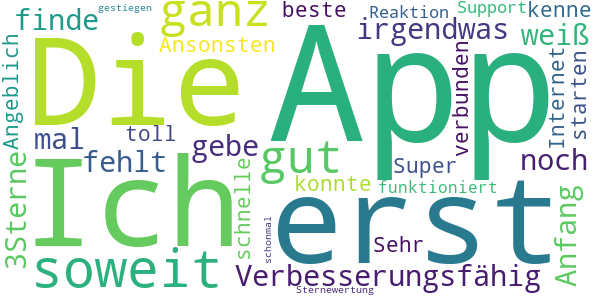 gestiegen
ganz
beste
Reaktion
Support
kenne
finde
irgendwas
weiß
Die
App
Ansonsten
Angeblich
verbunden
Internet
starten
mal
toll
gebe
fehlt
gut
Super
noch
3Sterne
Ich
schnelle
konnte
funktioniert
Anfang
erst
Sehr
soweit
schonmal
Verbesserungsfähig
Sternewertung